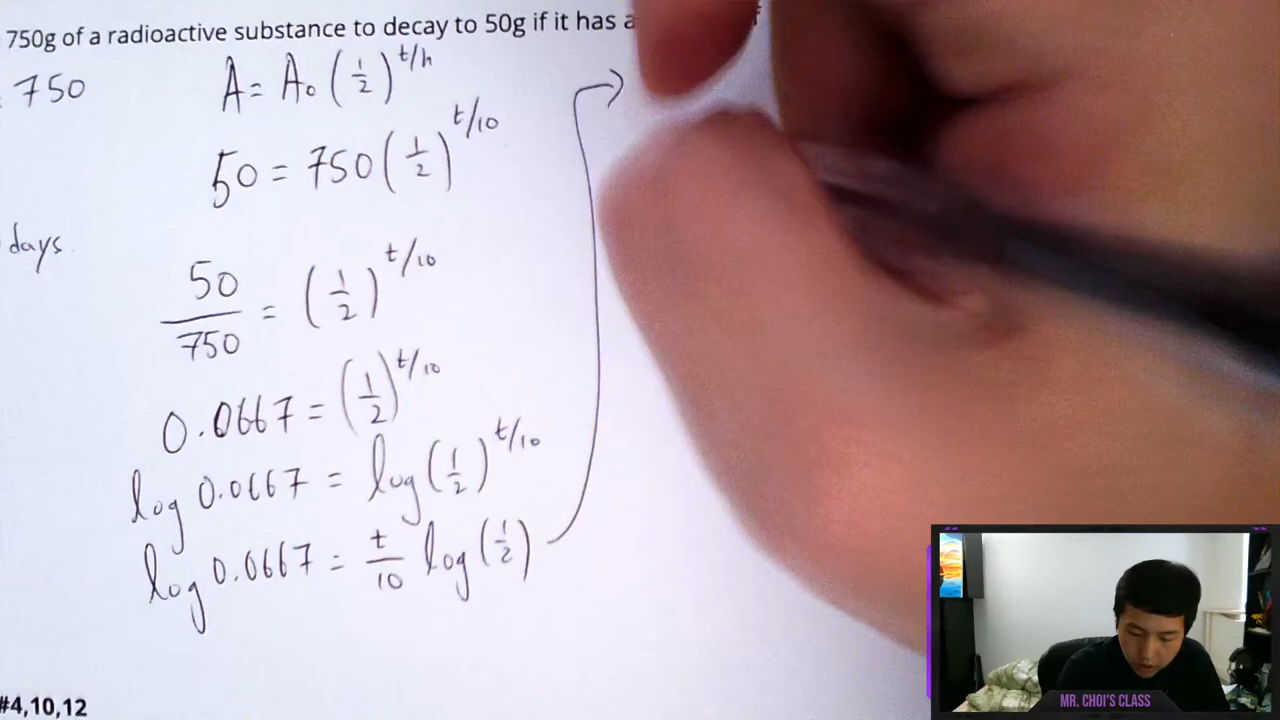 750g of a radioactive substance to decay to 50g if it has a
750
A = A₀ (1/2)^t/h
50 = 750 (1/2)^t/10
days
50/750 = (1/2)^t/10
0.0667 = (1/2)^t/10
log 0.0667 = log (1/2)^t/10
log 0.0667 = t/10 log (1/2)
#4,10,12
MR. CHOI'S CLASS